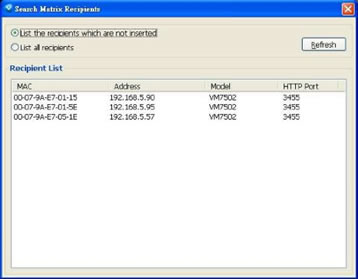 Search Matrix Recipients
List the recipients which are not inserted
List all recipients
Refresh
Recipient List
MAC Address Model HTTP Port
00-07-9A-E7-01-15 192.168.5.90 VM7502 3455
00-07-9A-E7-01-5E 192.168.5.95 VM7502 3455
00-07-9A-E7-05-1E 192.168.5.57 VM7502 3455